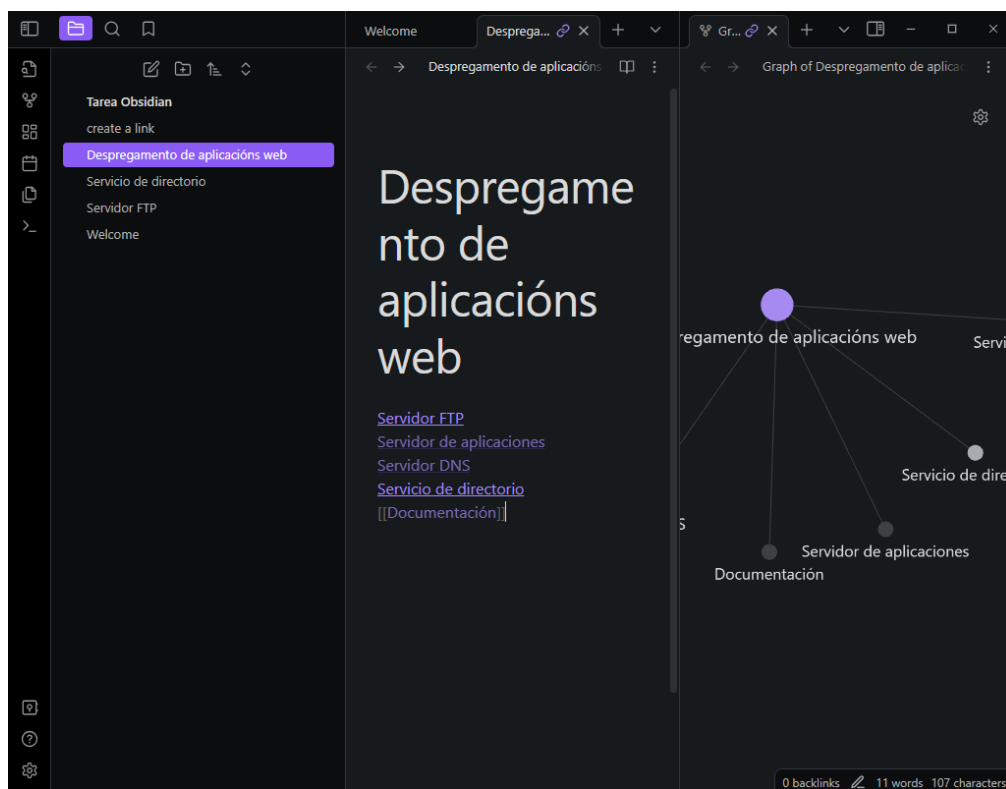 Welcome
Desprega...
Gr...
Despregamento de aplicacións
Graph of Despregamento de aplicac
Tarea Obsidian
create a link
Despregamento de aplicacións web
Servicio de directorio
Servidor FTP
Welcome
Despregame
nto de
aplicacións
web
Servidor FTP
Servidor de aplicaciones
Servidor DNS
Servicio de directorio
[[Documentación]]
regamento de aplicacións web
Servi
Servicio de dire
S
Servidor de aplicaciones
Documentación
0 backlinks 11 words 107 characters